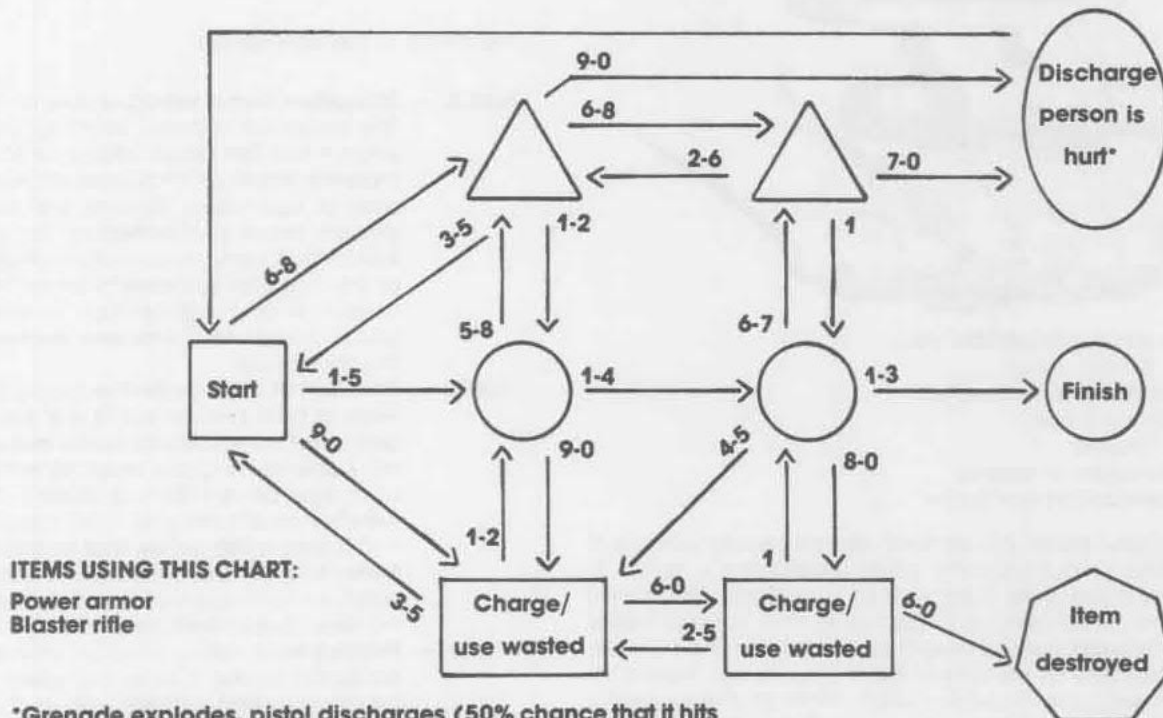 9-0
Discharge
person is
hurt*
6-8
2-6
7-0
6-8
3-5
1-2
1
5-8
6-7
Start
1-5
1-4
1-3
Finish
9-0
9-0
4-5
8-0
1-2
1
3-5
Charge/
use wasted
6-0
2-5
Charge/
use wasted
6-0
Item
destroyed
ITEMS USING THIS CHART:
Power armor
Blaster rifle
*Grenade explodes, pistol discharges (50% chance that it hits